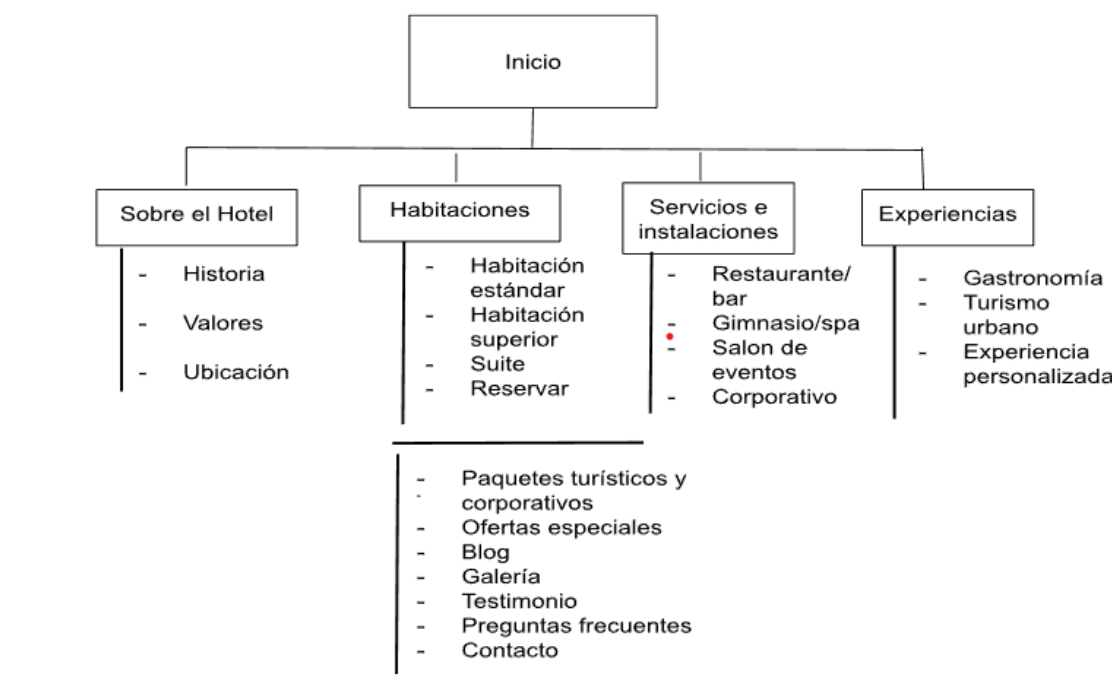 Inicio
Sobre el Hotel
- Historia
- Valores
- Ubicación
Habitaciones
- Habitación
estándar
- Habitación
superior
- Suite
- Reservar
Servicios e
instalaciones
- Restaurante/
bar
- Gimnasio/spa
- Salon de
eventos
- Corporativo
Experiencias
- Gastronomía
- Turismo
urbano
- Experiencia
personalizada
- Paquetes turísticos y
corporativos
- Ofertas especiales
- Blog
- Galería
- Testimonio
- Preguntas frecuentes
- Contacto